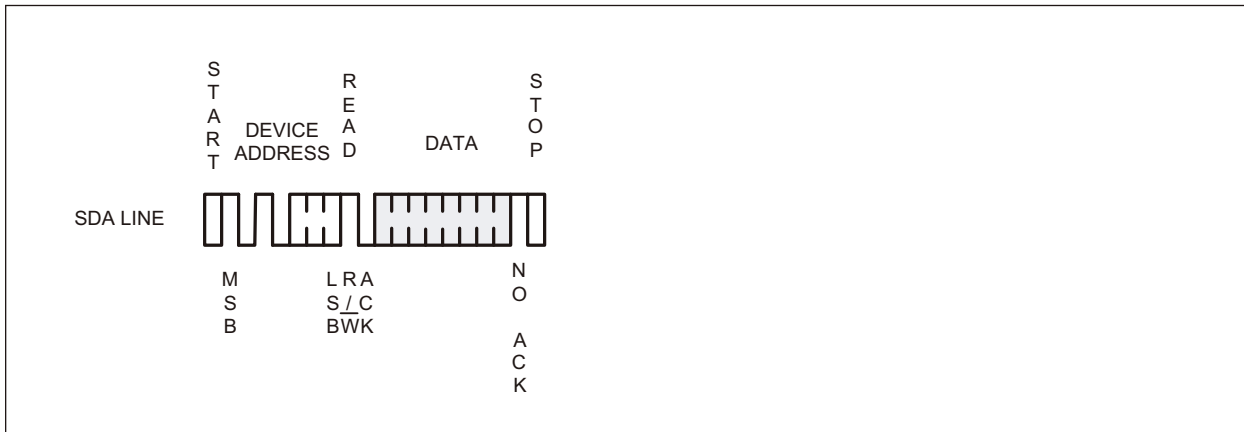 START
DEVICE
ADDRESS
READ
DATA
STOP
SDA LINE
MSB
LSB
R/W
ACK
NO ACK